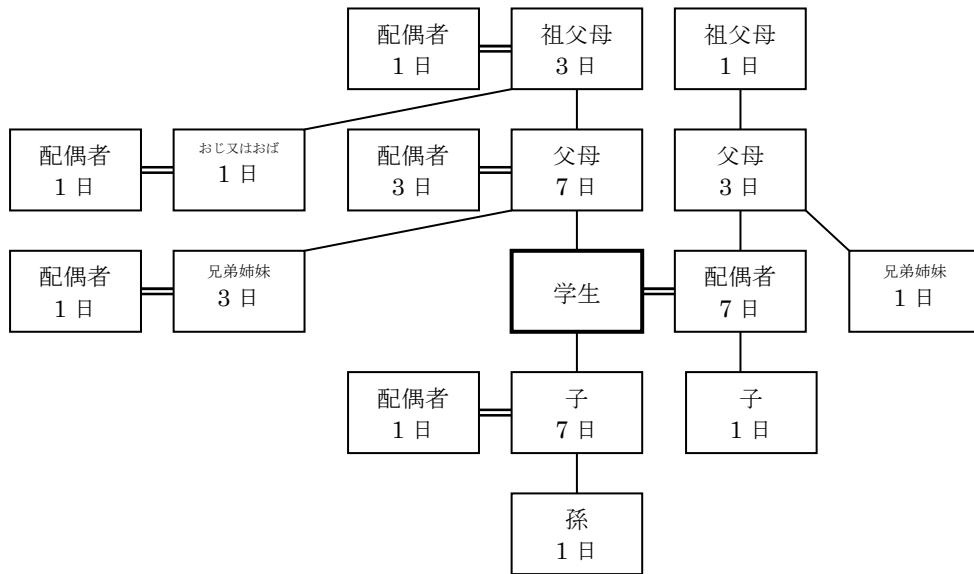 配偶者
1 日
祖父母
3 日
祖父母
1 日
配偶者
1 日
おじ又はおば
1 日
配偶者
3 日
父母
7 日
父母
3 日
配偶者
1 日
兄弟姉妹
3 日
学生
配偶者
7 日
兄弟姉妹
1 日
配偶者
1 日
子
7 日
子
1 日
孫
1 日